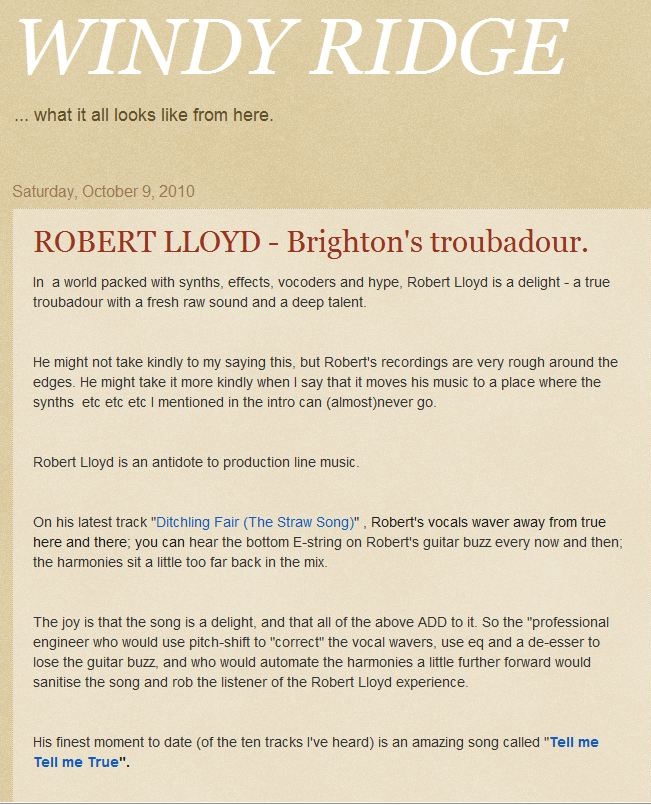 WINDY RIDGE
... what it all looks like from here.
Saturday, October 9, 2010
ROBERT LLOYD - Brighton's troubadour.
In  a world packed with synths, effects, vocoders and hype, Robert Lloyd is a delight - a true
troubadour with a fresh raw sound and a deep talent.
He might not take kindly to my saying this, but Robert's recordings are very rough around the
edges. He might take it more kindly when I say that it moves his music to a place where the
synths  etc etc etc I mentioned in the intro can (almost)never go.
Robert Lloyd is an antidote to production line music.
On his latest track "Ditchling Fair (The Straw Song)" , Robert's vocals waver away from true
here and there; you can hear the bottom E-string on Robert's guitar buzz every now and then;
the harmonies sit a little too far back in the mix.
The joy is that the song is a delight, and that all of the above ADD to it. So the "professional
engineer who would use pitch-shift to "correct" the vocal wavers, use eq and a de-esser to
lose the guitar buzz, and who would automate the harmonies a little further forward would
sanitise the song and rob the listener of the Robert Lloyd experience.
His finest moment to date (of the ten tracks I've heard) is an amazing song called "Tell me
Tell me True".